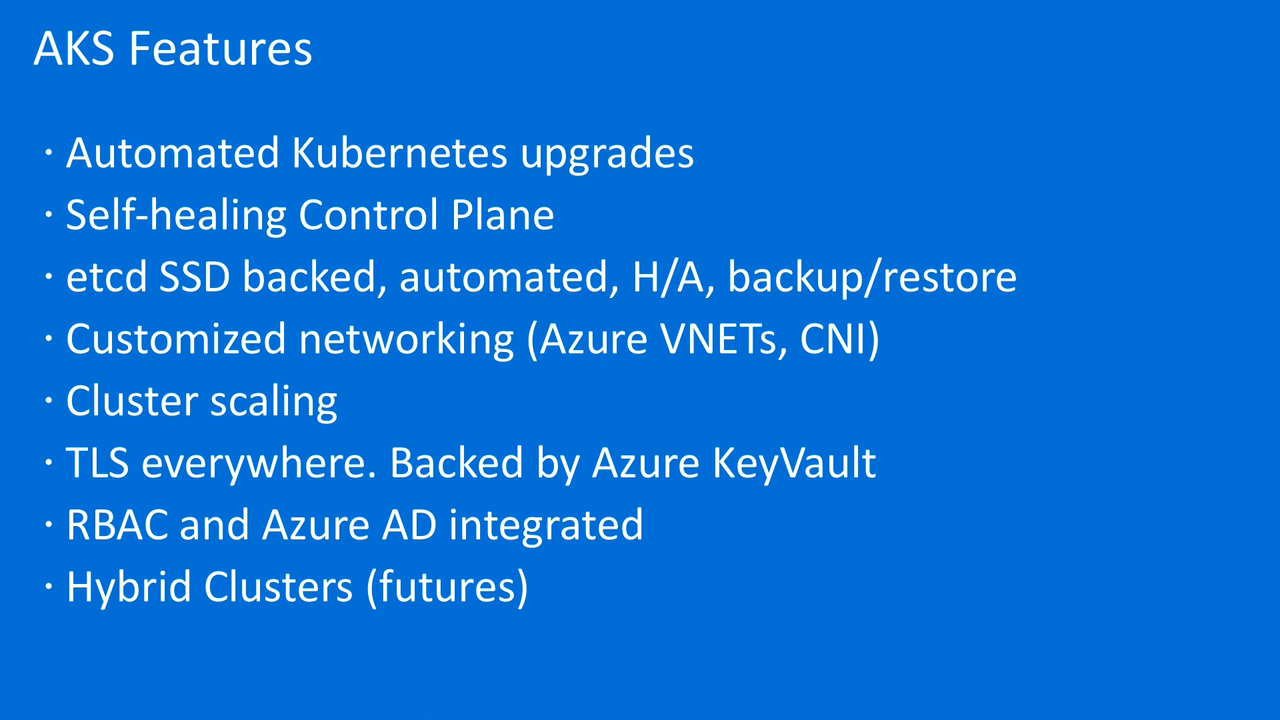 AKS Features
· Automated Kubernetes upgrades
· Self-healing Control Plane
· etcd SSD backed, automated, H/A, backup/restore
· Customized networking (Azure VNETs, CNI)
· Cluster scaling
· TLS everywhere. Backed by Azure KeyVault
· RBAC and Azure AD integrated
· Hybrid Clusters (futures)